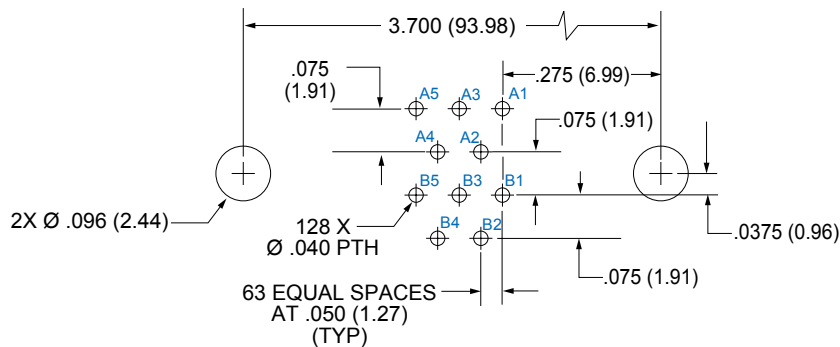 3.700 (93.98)
.075
(1.91)
.275 (6.99)
A5 A3 A1
.075 (1.91)
A4 A2
B5 B3 B1
2X Ø .096 (2.44)
128 X
Ø .040 PTH
B4 B2
.0375 (0.96)
.075 (1.91)
63 EQUAL SPACES
AT .050 (1.27)
(TYP)